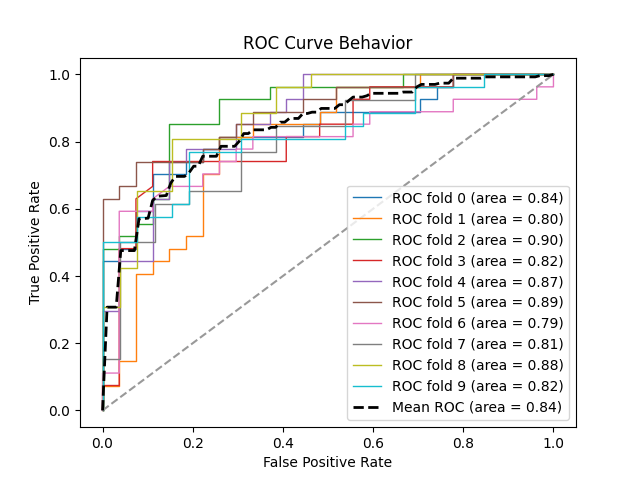 ROC Curve Behavior
True Positive Rate
1.0
0.8
0.6
0.4
0.2
0.0
ROC fold 0 (area = 0.84)
ROC fold 1 (area = 0.80)
ROC fold 2 (area = 0.90)
ROC fold 3 (area = 0.82)
ROC fold 4 (area = 0.87)
ROC fold 5 (area = 0.89)
ROC fold 6 (area = 0.79)
ROC fold 7 (area = 0.81)
ROC fold 8 (area = 0.88)
ROC fold 9 (area = 0.82)
Mean ROC (area = 0.84)
0.0 0.2 0.4 0.6 0.8 1.0
False Positive Rate